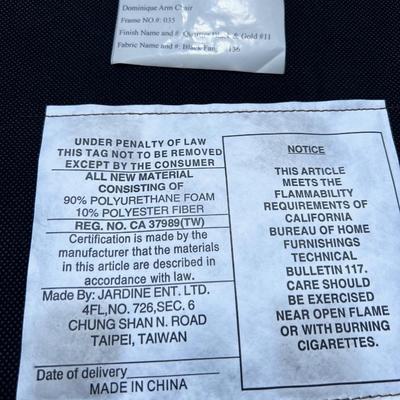 Dominique Arm Chair
Frame NO.#: 035
Finish Name and #: Black & Gold #11
Fabric Name and #: Black 136
UNDER PENALTY OF LAW
THIS TAG NOT TO BE REMOVED
EXCEPT BY THE CONSUMER
ALL NEW MATERIAL
CONSISTING OF
90% POLYURETHANE FOAM
10% POLYESTER FIBER
REG. NO. CA 37989(TW)
Certification is made by the
manufacturer that the materials
in this article are described in
accordance with law.
Made By: JARDINE ENT. LTD.
4FL,NO. 726,SEC. 6
CHUNG SHAN N. ROAD
TAIPEI, TAIWAN
Date of delivery
MADE IN CHINA
NOTICE
THIS ARTICLE
MEETS THE
FLAMMABILITY
REQUIREMENTS OF
CALIFORNIA
BUREAU OF HOME
FURNISHINGS
TECHNICAL
BULLETIN 117.
CARE SHOULD
BE EXERCISED
NEAR OPEN FLAME
OR WITH BURNING
CIGARETTES.